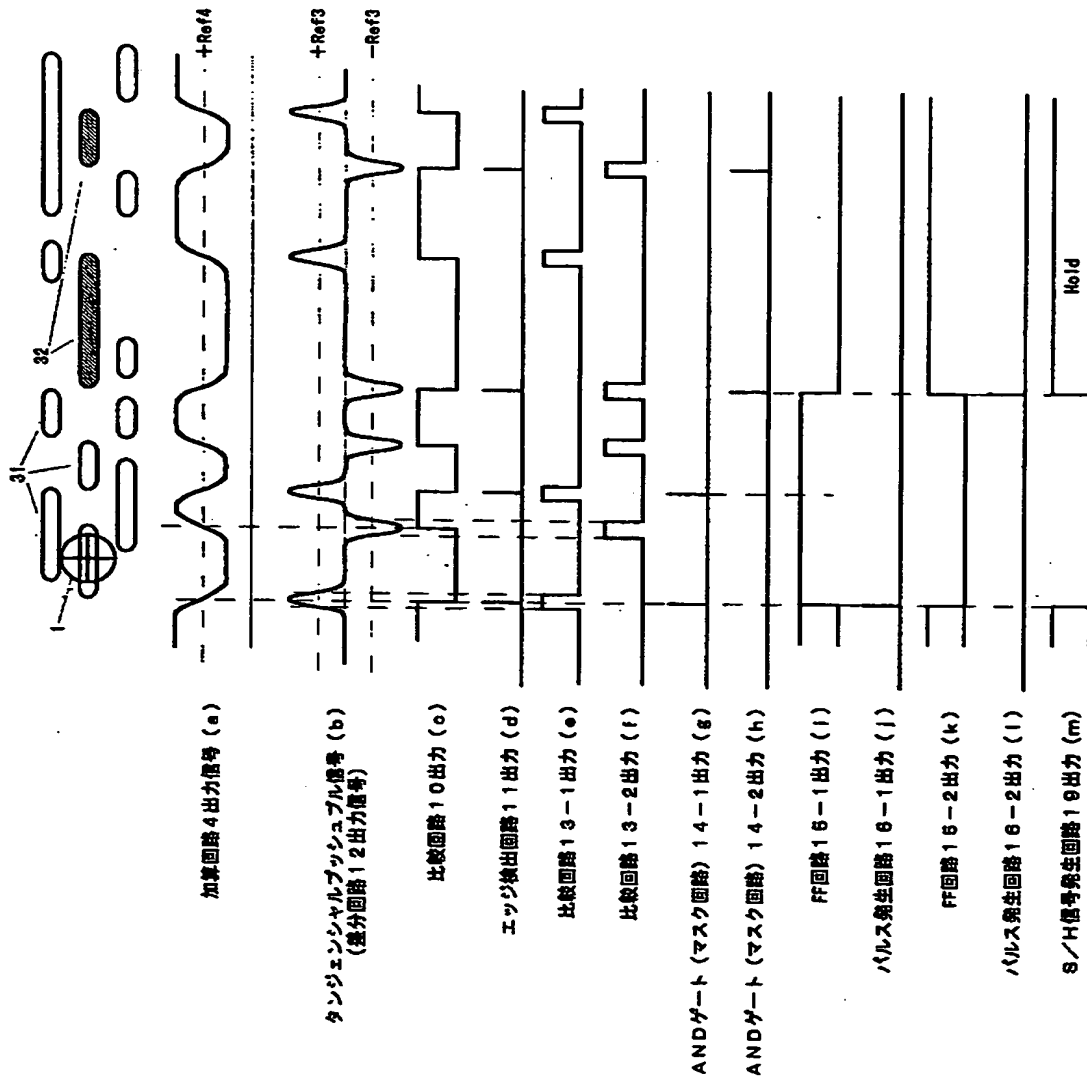 31
32
1
+Ref4
加算回路4出力信号 (a)
+Ref3
-Ref3
タンジェンシャルプッシュプル信号 (b)
(差分回路12出力信号)
比較回路10出力 (c)
エッジ検出回路11出力 (d)
比較回路13-1出力 (e)
比較回路13-2出力 (f)
ANDゲート (マスク回路) 14-1出力 (g)
ANDゲート (マスク回路) 14-2出力 (h)
FF回路15-1出力 (i)
パルス発生回路16-1出力 (j)
FF回路15-2出力 (k)
パルス発生回路16-2出力 (l)
Hold
S/H信号発生回路19出力 (m)